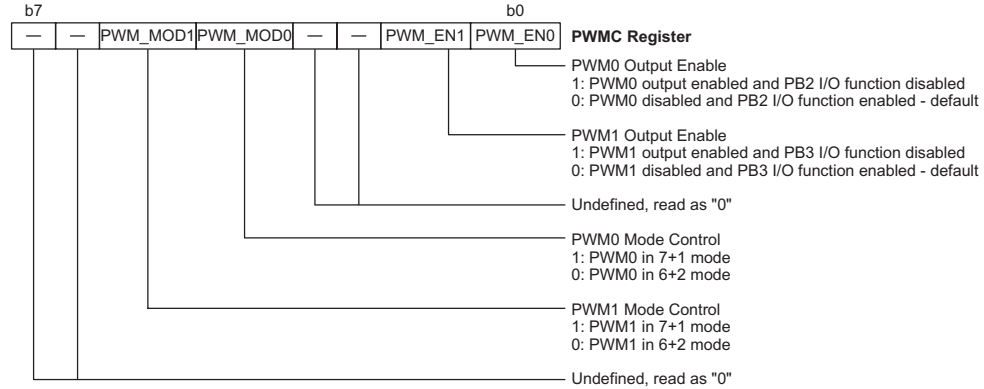 b7 b0
— — PWM_MOD1 PWM_MOD0 — — PWM_EN1 PWM_EN0 PWMC Register
PWM0 Output Enable
1: PWM0 output enabled and PB2 I/O function disabled
0: PWM0 disabled and PB2 I/O function enabled - default
PWM1 Output Enable
1: PWM1 output enabled and PB3 I/O function disabled
0: PWM1 disabled and PB3 I/O function enabled - default
Undefined, read as "0"
PWM0 Mode Control
1: PWM0 in 7+1 mode
0: PWM0 in 6+2 mode
PWM1 Mode Control
1: PWM1 in 7+1 mode
0: PWM1 in 6+2 mode
Undefined, read as "0"